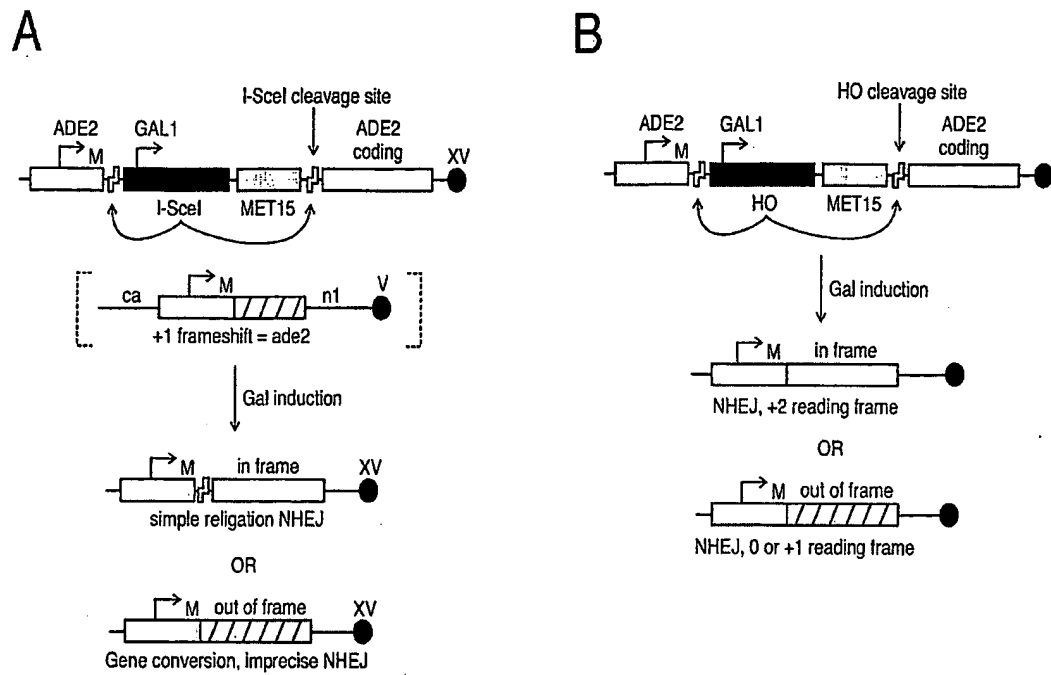 A
I-SceI cleavage site
ADE2
M
GAL1
ADE2
coding
XV
I-SceI
MET15
ca
M
n1
V
+1 frameshift = ade2
Gal induction
M
in frame
XV
simple religation NHEJ
OR
M
out of frame
XV
Gene conversion, imprecise NHEJ
B
HO cleavage site
ADE2
M
GAL1
ADE2
coding
HO
MET15
Gal induction
M
in frame
NHEJ, +2 reading frame
OR
M
out of frame
NHEJ, 0 or +1 reading frame